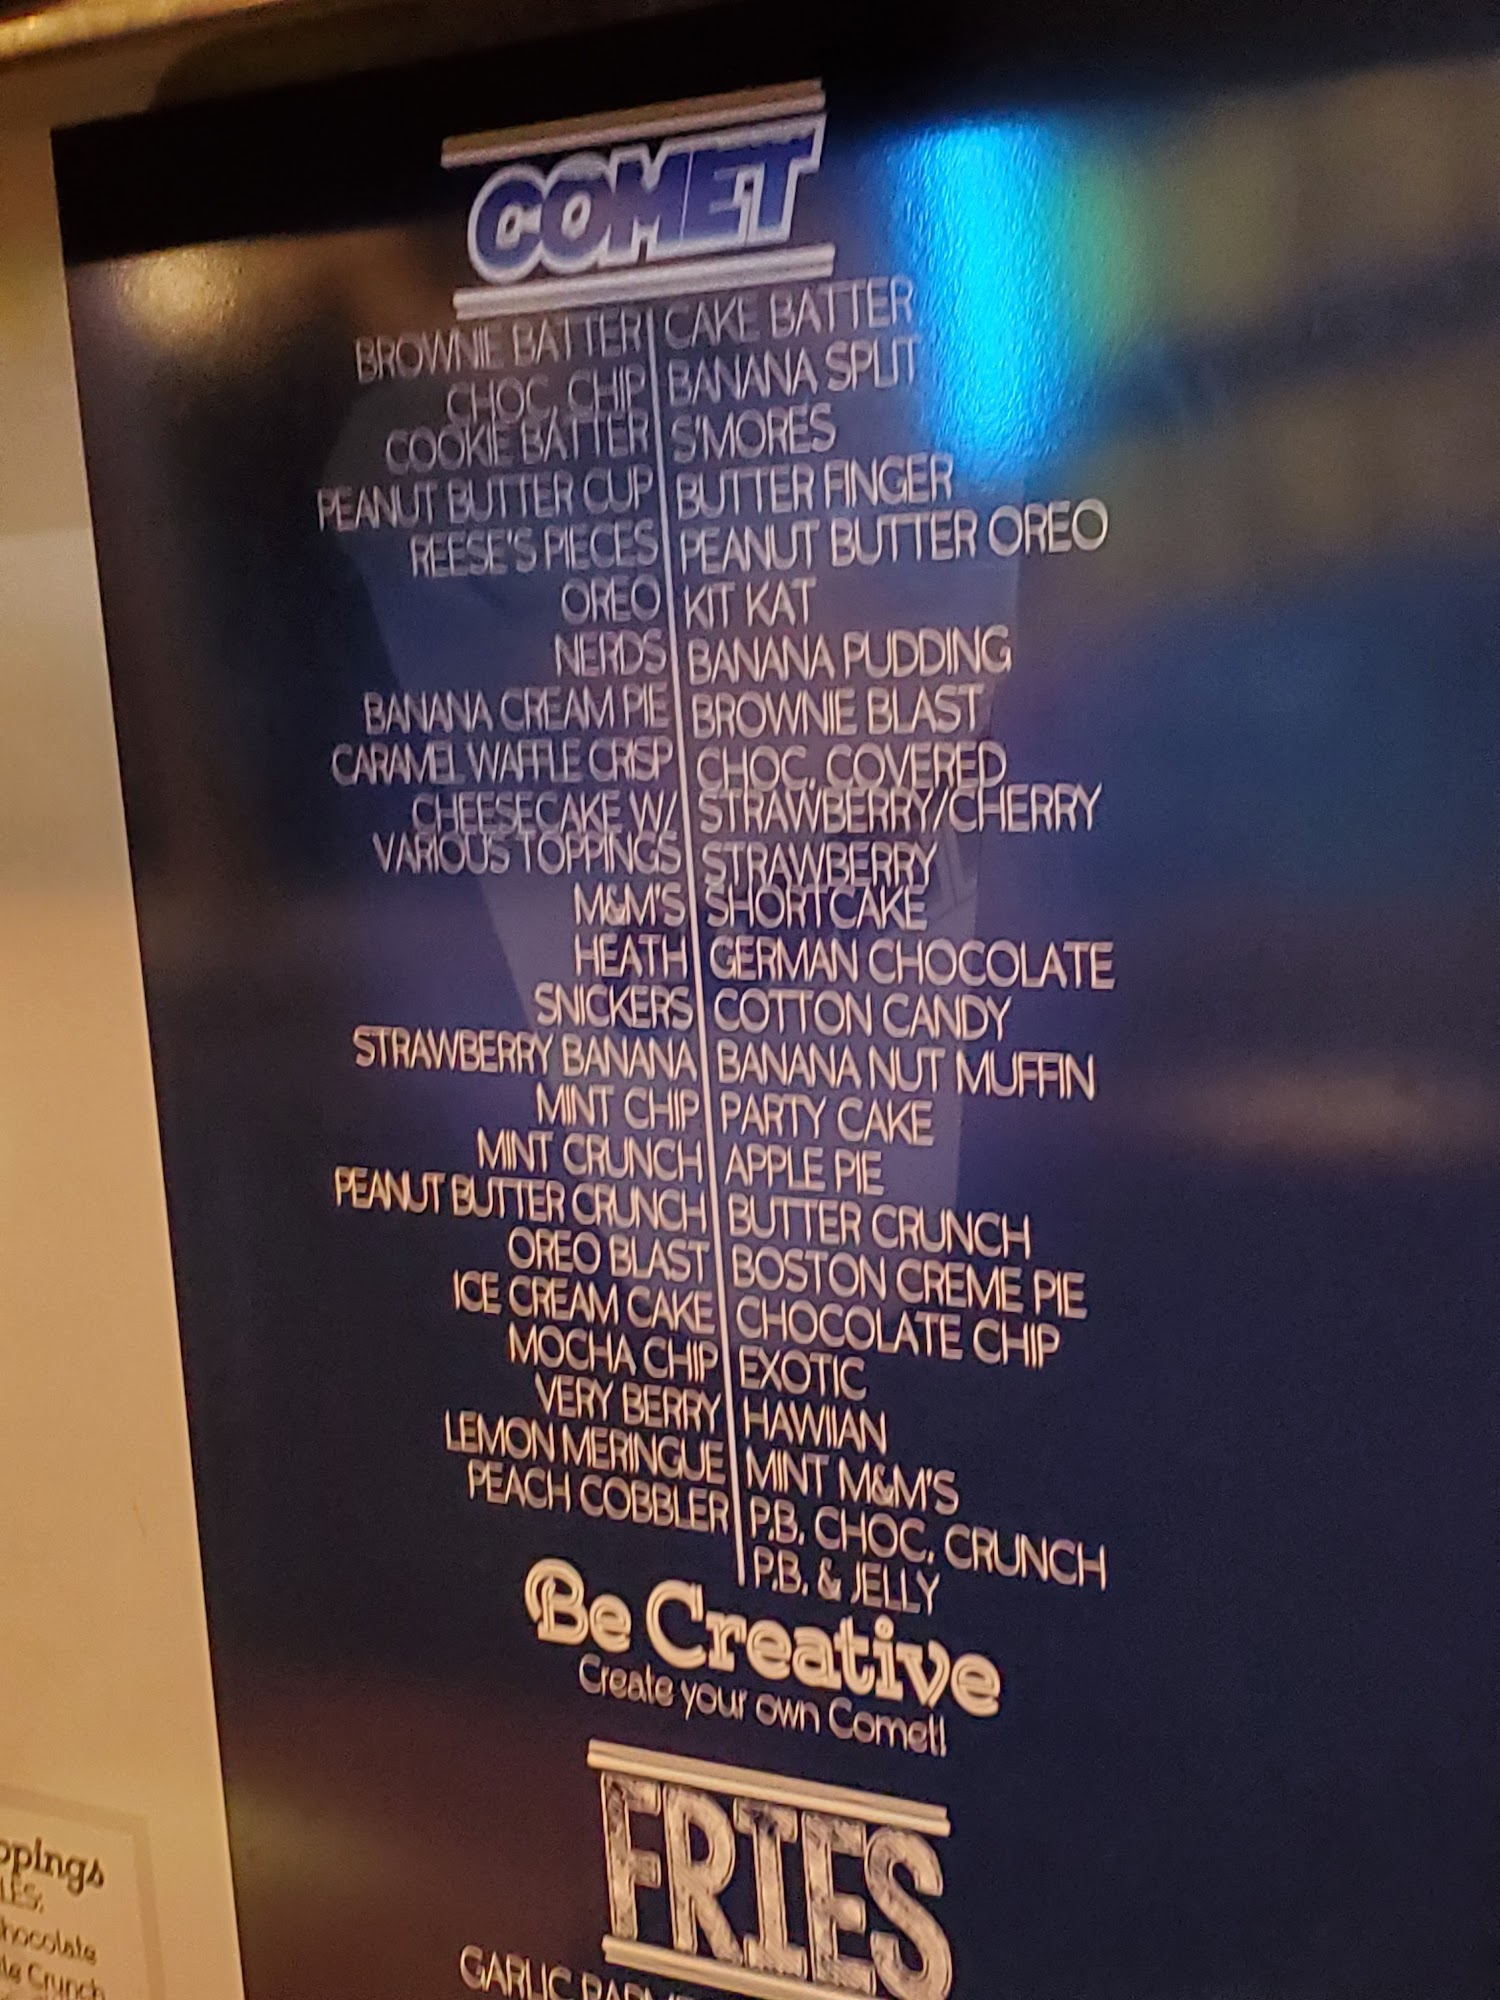 COMET
BROWNIE BATTER
CHOC. CHIP
COOKIE BATTER
PEANUT BUTTER CUP
REESE'S PIECES
OREO
NERDS
BANANA CREAM PIE
CARAMEL WAFFLE CRISP
CHEESECAKE W/
VARIOUS TOPPINGS
M&M'S
HEATH
SNICKERS
STRAWBERRY BANANA
MINT CHIP
MINT CRUNCH
PEANUT BUTTER CRUNCH
OREO BLAST
ICE CREAM CAKE
MOCHA CHIP
VERY BERRY
LEMON MERINGUE
PEACH COBBLER
CAKE BATTER
BANANA SPLIT
S'MORES
BUTTER FINGER
PEANUT BUTTER OREO
KIT KAT
BANANA PUDDING
BROWNIE BLAST
CHOC. COVERED
STRAWBERRY/CHERRY
STRAWBERRY
SHORTCAKE
GERMAN CHOCOLATE
COTTON CANDY
BANANA NUT MUFFIN
PARTY CAKE
APPLE PIE
BUTTER CRUNCH
BOSTON CREME PIE
CHOCOLATE CHIP
EXOTIC
HAWIIAN
MINT M&M'S
P.B. CHOC. CRUNCH
P.B. & JELLY
Be Creative
Create your own Comet!
FRIES
GARLIC
Crunch